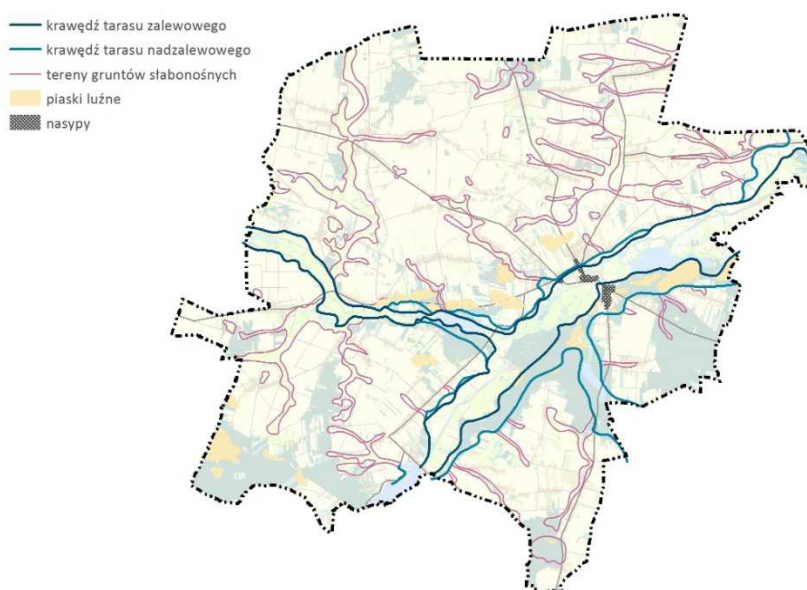 krawędź tarasu zalewowego
krawędź tarasu nadzalewowego
tereny gruntów słabonośnych
piaski luźne
nasypy